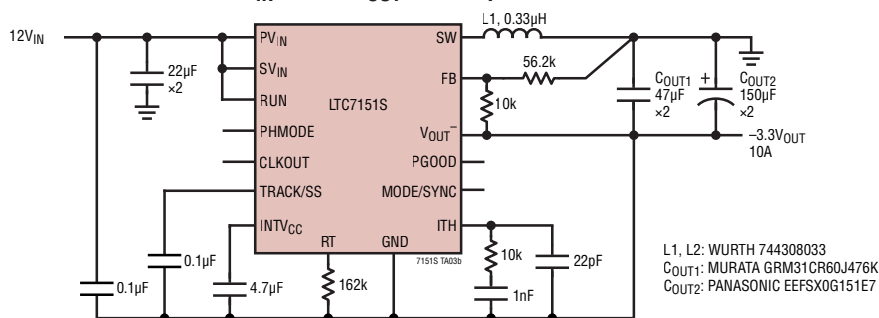 L1, 0.33µH
12VIN
PVIN
SW
SVIN
FB
56.2k
22µF
×2
RUN
LTC7151S
10k
COUT1
47µF
×2
+
COUT2
150µF
×2
PHMODE
VOUT–
–3.3VOUT
10A
CLKOUT
PGOOD
TRACK/SS
MODE/SYNC
INTVCC
ITH
RT
GND
7151S TA03b
0.1µF
0.1µF
4.7µF
162k
10k
22pF
1nF
L1, L2: WURTH 744308033
COUT1: MURATA GRM31CR60J476K
COUT2: PANASONIC EEFSX0G151E7